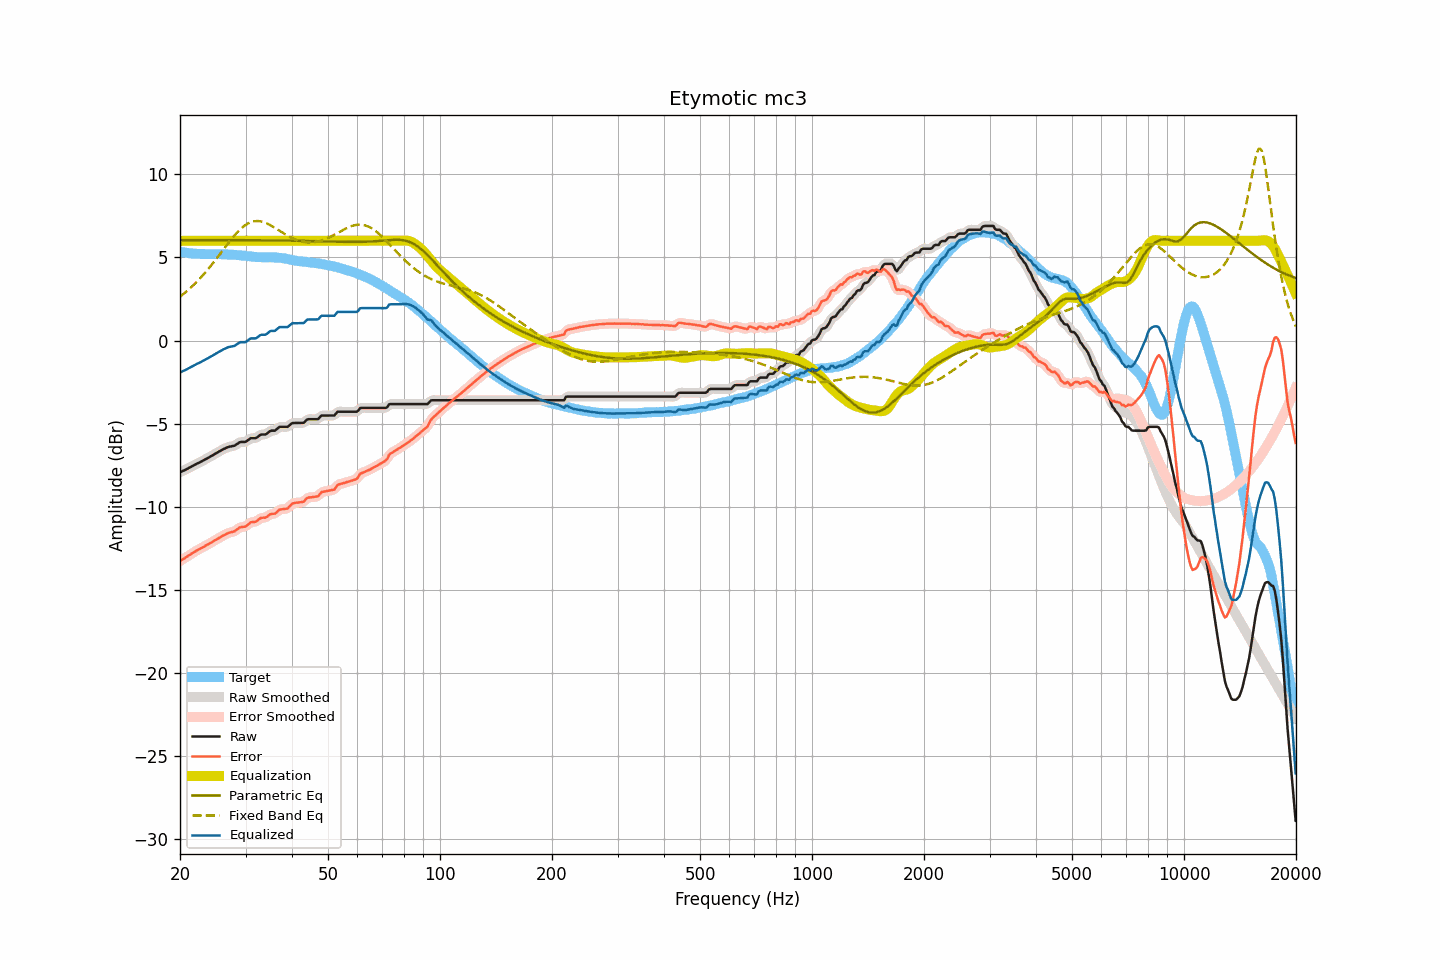 Etymotic mc3
Amplitude (dBr)
10
5
0
−5
−10
−15
−20
−25
−30
Target
Raw Smoothed
Error Smoothed
Raw
Error
Equalization
Parametric Eq
Fixed Band Eq
Equalized
20 50 100 200 500 1000 2000 5000 10000 20000
Frequency (Hz)